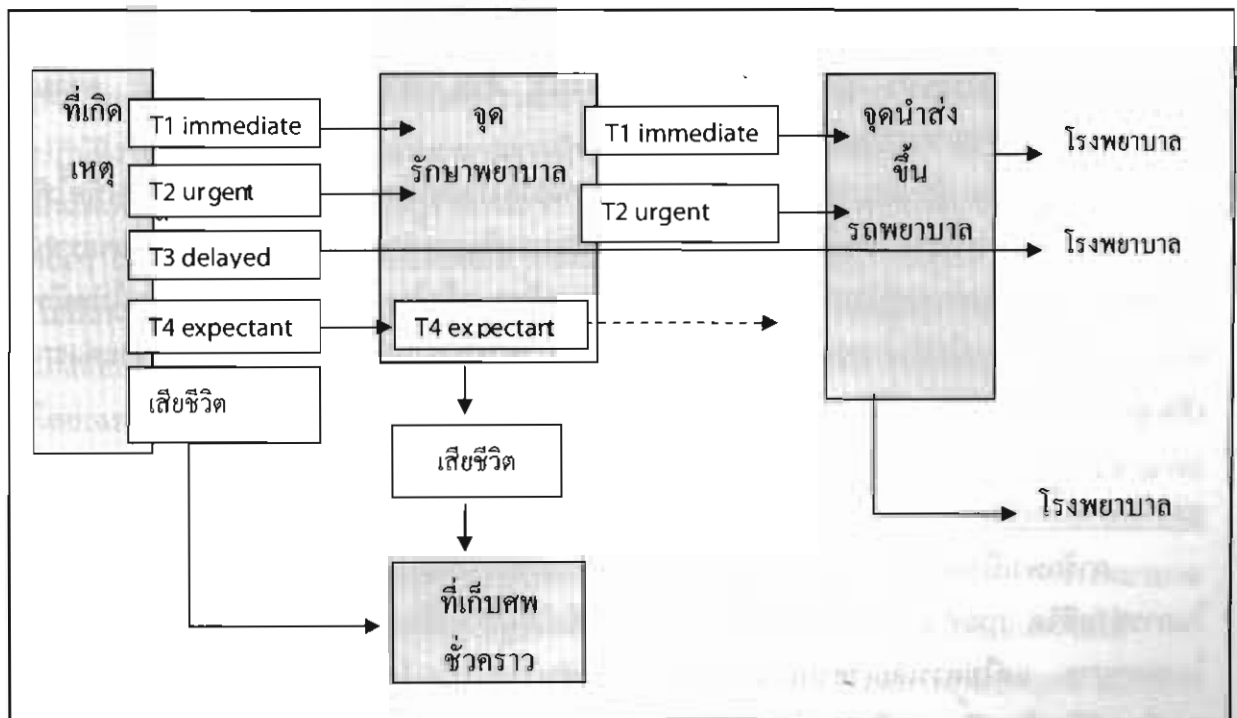 ที่เกิด
เหตุ
T1 immediate
T2 urgent
T3 delayed
T4 expectant
เสียชีวิต
จุด
รักษาพยาบาล
T4 expectant
เสียชีวิต
ที่เก็บศพ
ชั่วคราว
T1 immediate
T2 urgent
จุดนำส่ง
ขึ้น
รถพยาบาล
โรงพยาบาล
โรงพยาบาล
โรงพยาบาล